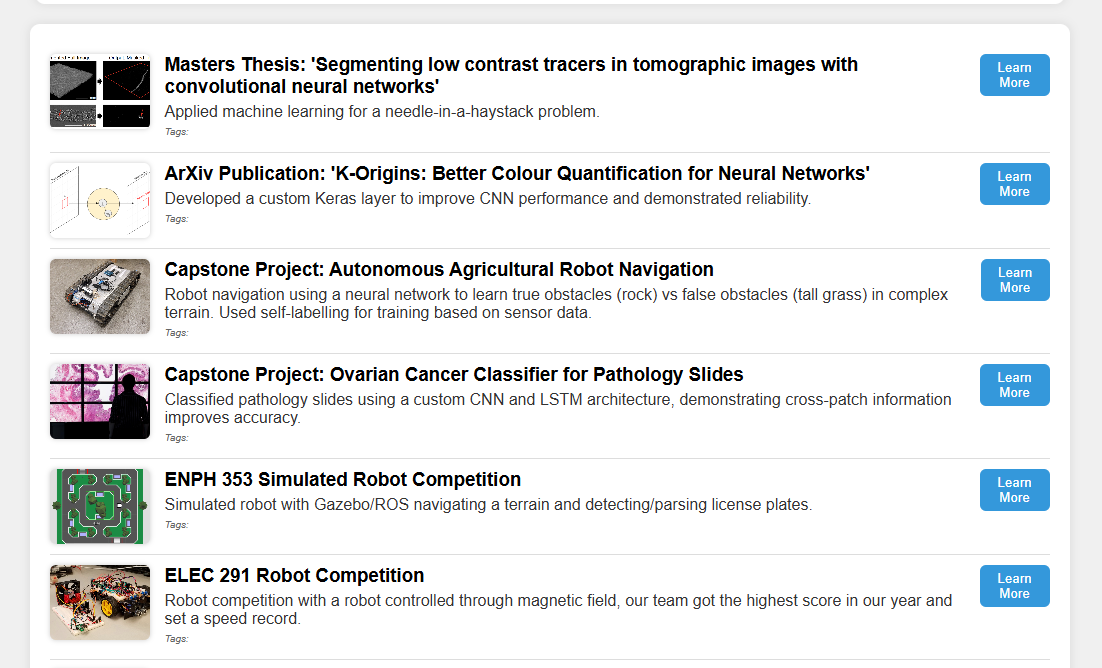 Masters Thesis: 'Segmenting low contrast tracers in tomographic images with
convolutional neural networks'
Applied machine learning for a needle-in-a-haystack problem.
Tags:
Learn
More
ArXiv Publication: 'K-Origins: Better Colour Quantification for Neural Networks'
Developed a custom Keras layer to improve CNN performance and demonstrated reliability.
Tags:
Learn
More
Capstone Project: Autonomous Agricultural Robot Navigation
Robot navigation using a neural network to learn true obstacles (rock) vs false obstacles (tall grass) in complex
terrain. Used self-labelling for training based on sensor data.
Tags:
Learn
More
Capstone Project: Ovarian Cancer Classifier for Pathology Slides
Classified pathology slides using a custom CNN and LSTM architecture, demonstrating cross-patch information
improves accuracy.
Tags:
Learn
More
ENPH 353 Simulated Robot Competition
Simulated robot with Gazebo/ROS navigating a terrain and detecting/parsing license plates.
Tags:
Learn
More
ELEC 291 Robot Competition
Robot competition with a robot controlled through magnetic field, our team got the highest score in our year and
set a speed record.
Tags:
Learn
More